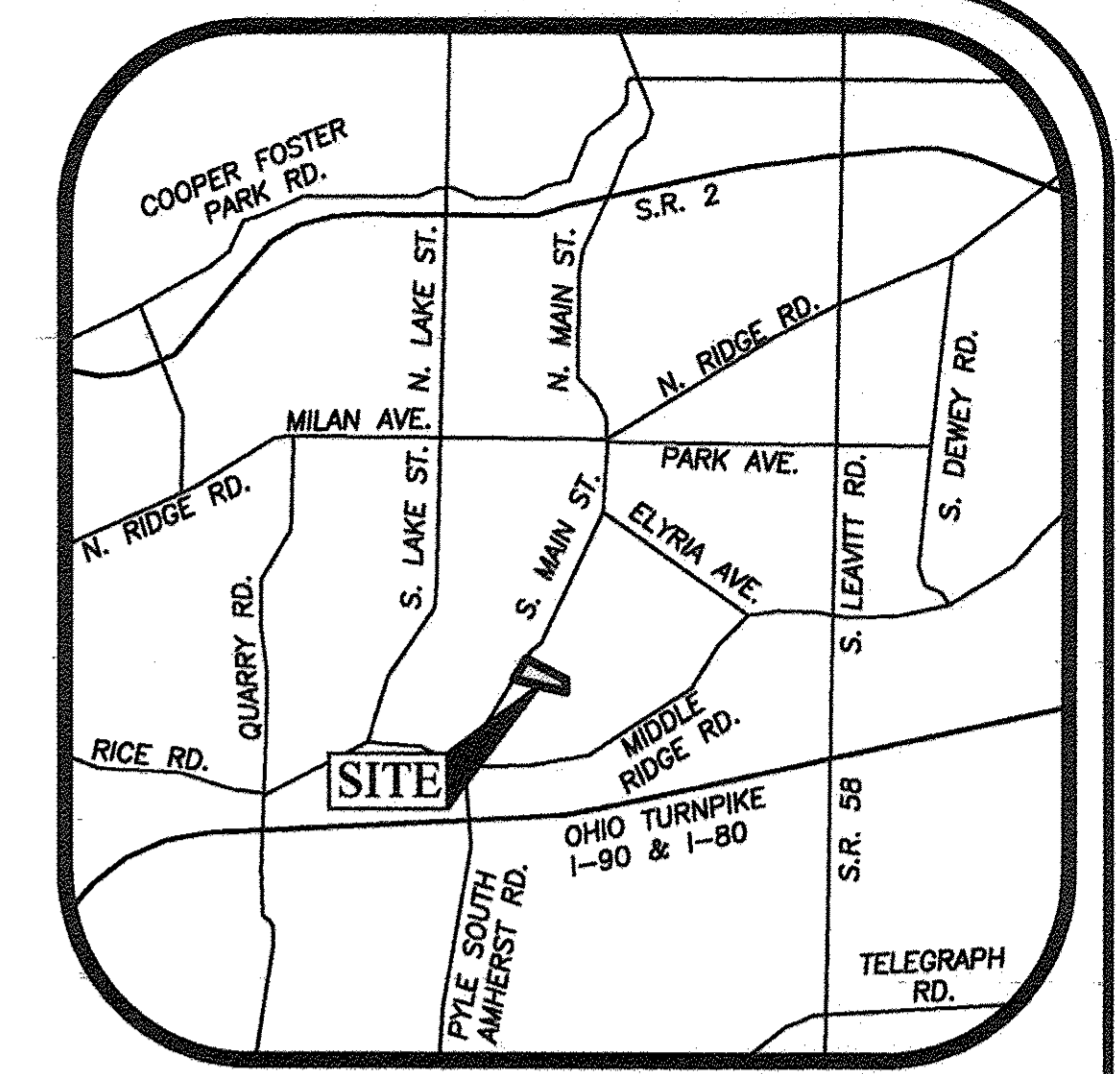 COOPER FOSTER
PARK RD.
S.R. 2
N. LAKE ST.
N. MAIN ST.
N. RIDGE RD.
MILAN AVE.
PARK AVE.
S. DEWEY RD.
N. RIDGE RD.
S. LAKE ST.
S. MAIN ST.
ELYRIA AVE.
S. LEAVITT RD.
QUARRY RD.
RICE RD.
SITE
MIDDLE
RIDGE RD.
OHIO TURNPIKE
I-90 & I-80
S.R. 58
PYLE SOUTH
AMHERST RD.
TELEGRAPH
RD.